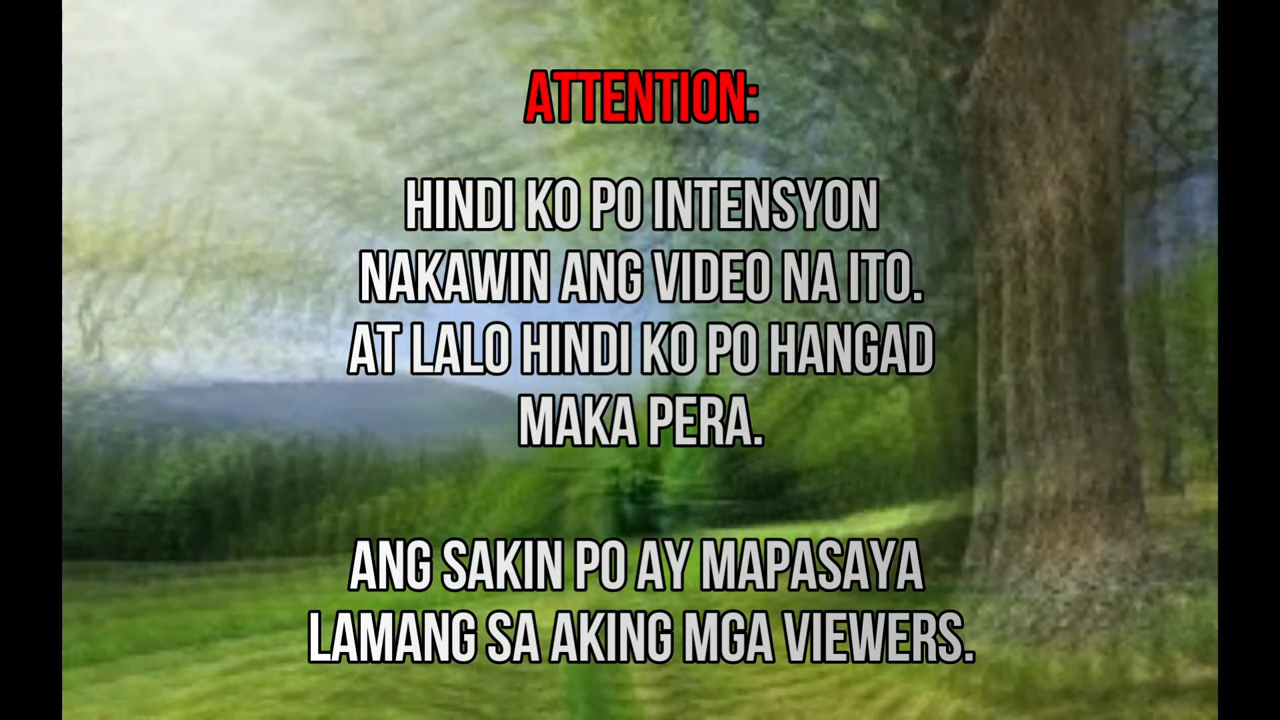 ATTENTION:
HINDI KO PO INTENSYON
NAKAWIN ANG VIDEO NA ITO.
AT LALO HINDI KO PO HANGAD
MAKA PERA.
ANG SAKIN PO AY MAPASAYA
LAMANG SA AKING MGA VIEWERS.